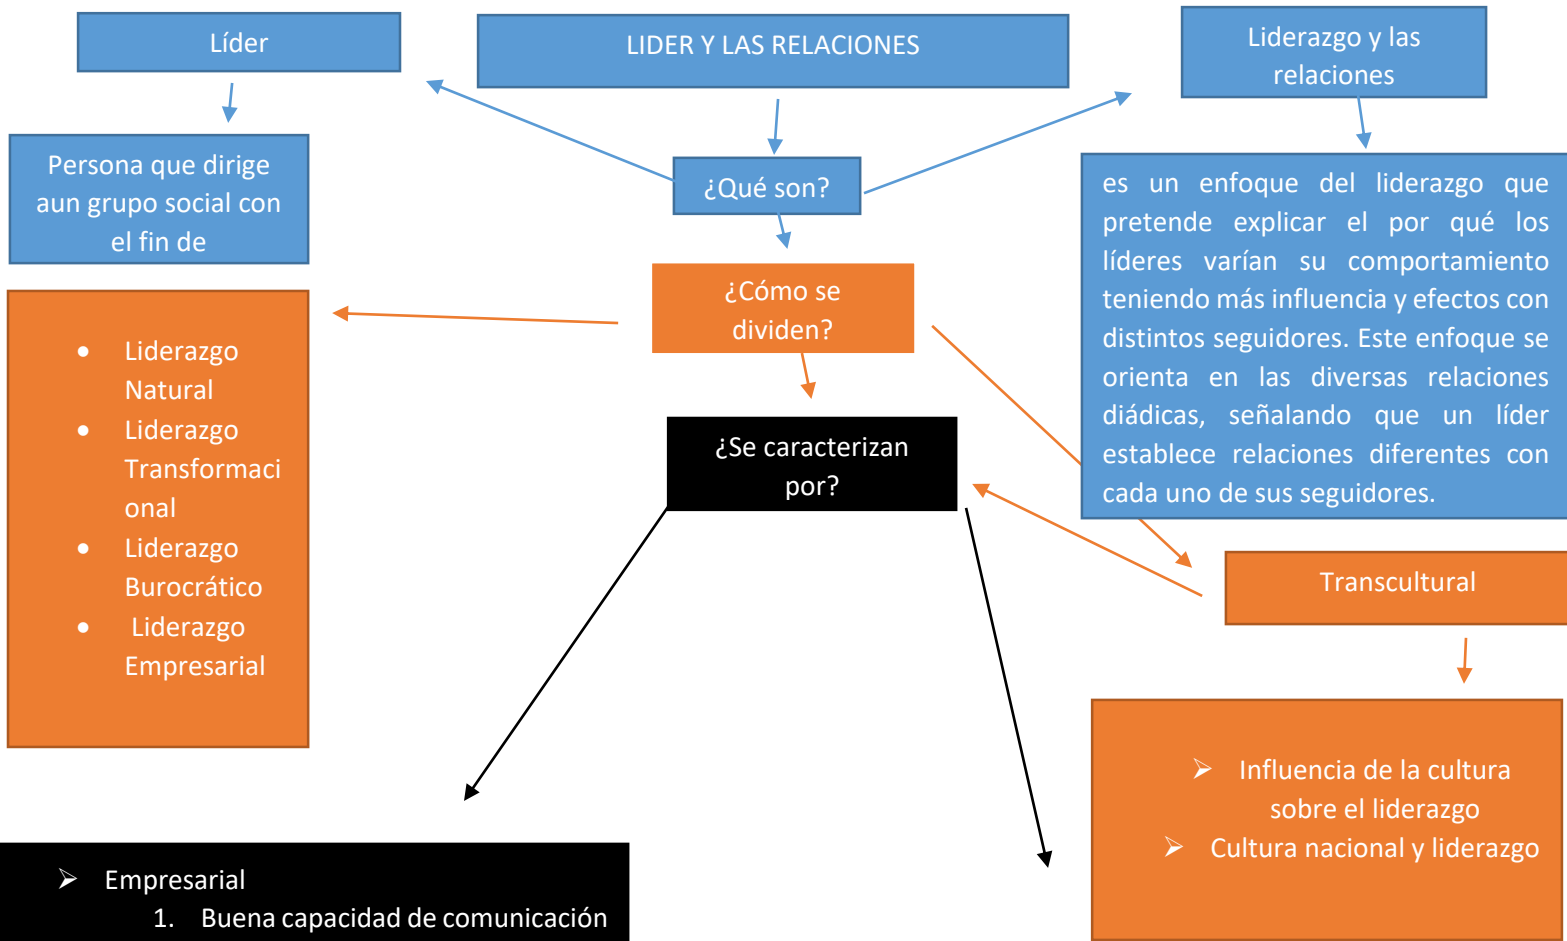 Líder
LIDER Y LAS RELACIONES
Liderazgo y las
relaciones
Persona que dirige
aun grupo social con
el fin de
¿Qué son?
es un enfoque del liderazgo que
pretende explicar el por qué los
líderes varían su comportamiento
teniendo más influencia y efectos con
distintos seguidores. Este enfoque se
orienta en las diversas relaciones
diádicas, señalando que un líder
establece relaciones diferentes con
cada uno de sus seguidores.
¿Cómo se
dividen?
• Liderazgo
Natural
• Liderazgo
Transformaci
onal
• Liderazgo
Burocrático
• Liderazgo
Empresarial
¿Se caracterizan
por?
Transcultural
➢ Influencia de la cultura
sobre el liderazgo
➢ Cultura nacional y liderazgo
➢ Empresarial
1. Buena capacidad de comunicación